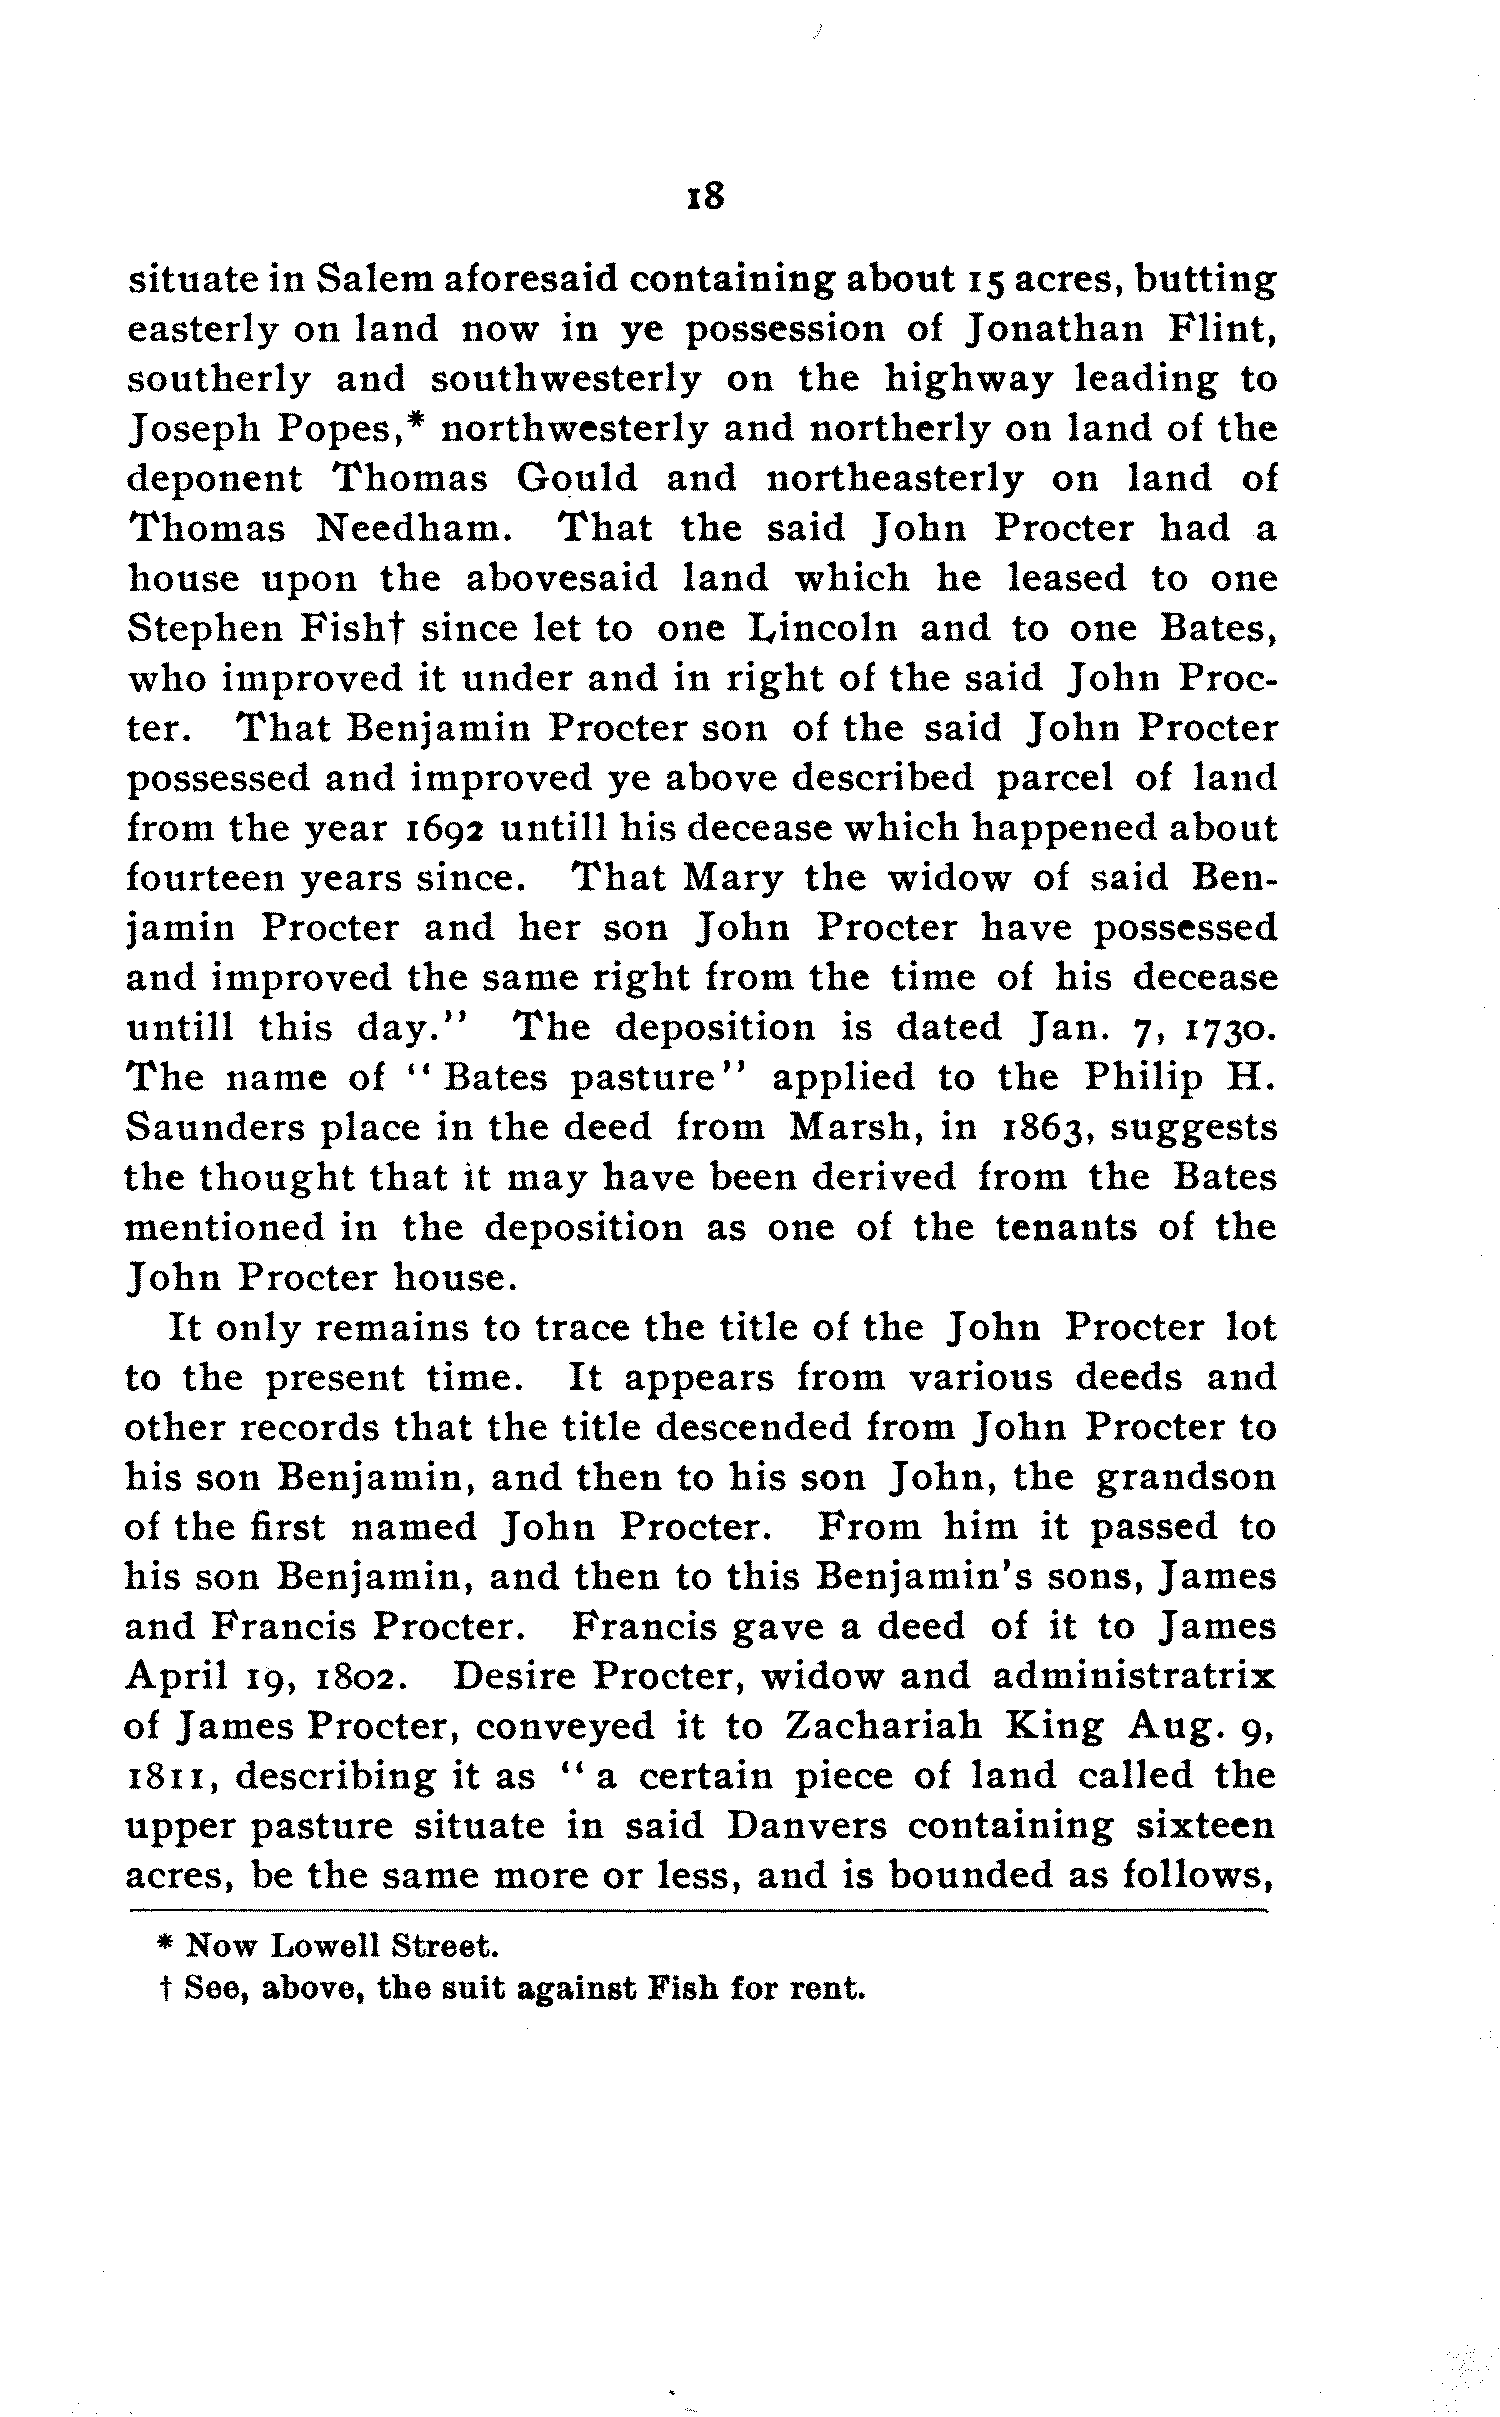 18
situate in Salem aforesaid containing about 15 acres, butting
easterly on land now in ye possession of Jonathan Flint,
southerly and southwesterly on the highway leading to
Joseph Popes,* northwesterly and northerly on land of the
deponent Thomas Gould and northeasterly on land of
Thomas Needham. That the said John Procter had a
house upon the abovesaid land which he leased to one
Stephen Fish† since let to one Lincoln and to one Bates,
who improved it under and in right of the said John Proc-
ter. That Benjamin Procter son of the said John Procter
possessed and improved ye above described parcel of land
from the year 1692 untill his decease which happened about
fourteen years since. That Mary the widow of said Ben-
jamin Procter and her son John Procter have possessed
and improved the same right from the time of his decease
untill this day." The deposition is dated Jan. 7, 1730.
The name of "Bates pasture" applied to the Philip H.
Saunders place in the deed from Marsh, in 1863, suggests
the thought that it may have been derived from the Bates
mentioned in the deposition as one of the tenants of the
John Procter house.
It only remains to trace the title of the John Procter lot
to the present time. It appears from various deeds and
other records that the title descended from John Procter to
his son Benjamin, and then to his son John, the grandson
of the first named John Procter. From him it passed to
his son Benjamin, and then to this Benjamin's sons, James
and Francis Procter. Francis gave a deed of it to James
April 19, 1802. Desire Procter, widow and administratrix
of James Procter, conveyed it to Zachariah King Aug. 9,
1811, describing it as "a certain piece of land called the
upper pasture situate in said Danvers containing sixteen
acres, be the same more or less, and is bounded as follows,
* Now Lowell Street.
† See, above, the suit against Fish for rent.